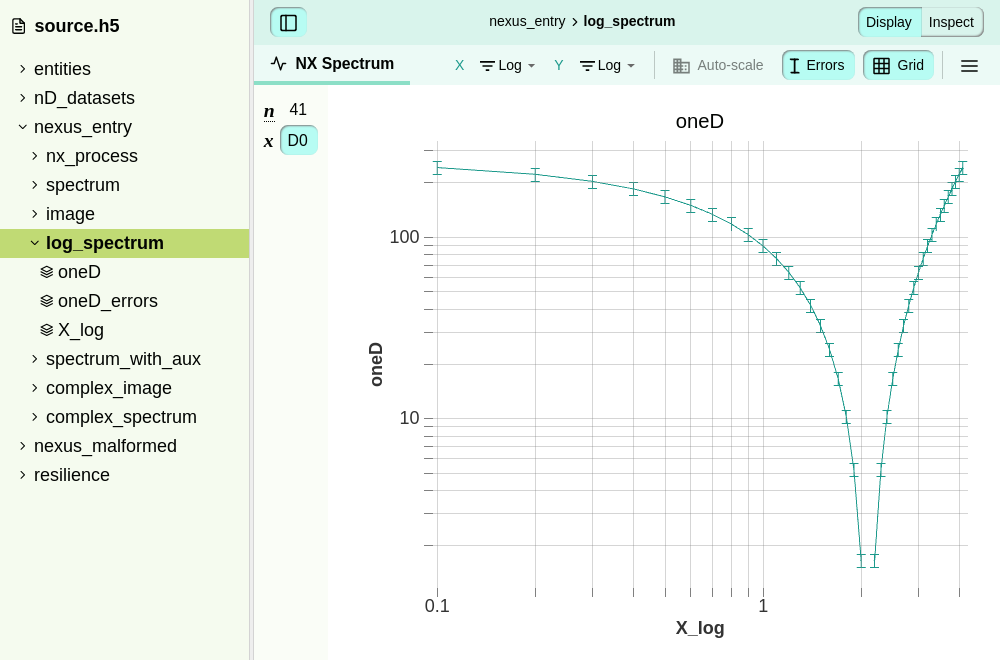 source.h5
entities
nD_datasets
nexus_entry
nx_process
spectrum
image
log_spectrum
oneD
oneD_errors
X_log
spectrum_with_aux
complex_image
complex_spectrum
nexus_malformed
resilience
nexus_entry > log_spectrum
Display Inspect
NX Spectrum
X Log Y Log Auto-scale Errors Grid
n 41
x D0
oneD
100
10
oneD
0.1 1
X_log